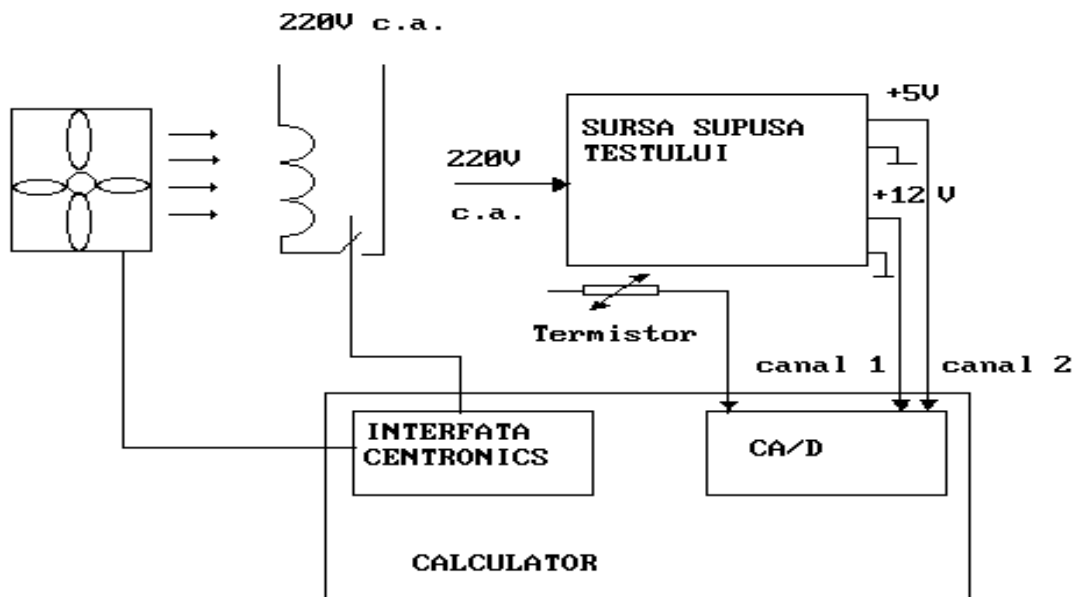 220V c.a.
+5V
SURSA SUPUSA
TESTULUI
220V
c.a.
+12 V
Termistor
canal 1
canal 2
INTERFATA
CENTRONICS
CA/D
CALCULATOR